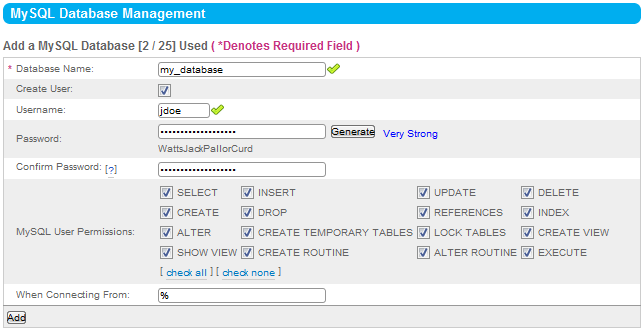 MySQL Database Management
Add a MySQL Database [2 / 25] Used ( *Denotes Required Field )
* Database Name: my_database
Create User:
Username: jdoe
Password: ••••••••••••••••••• Generate Very Strong
WattsJackPallorCurd
Confirm Password: [?] •••••••••••••••••••
MySQL User Permissions:
SELECT INSERT UPDATE DELETE
CREATE DROP REFERENCES INDEX
ALTER CREATE TEMPORARY TABLES LOCK TABLES CREATE VIEW
SHOW VIEW CREATE ROUTINE ALTER ROUTINE EXECUTE
[ check all ] [ check none ]
When Connecting From: %
Add